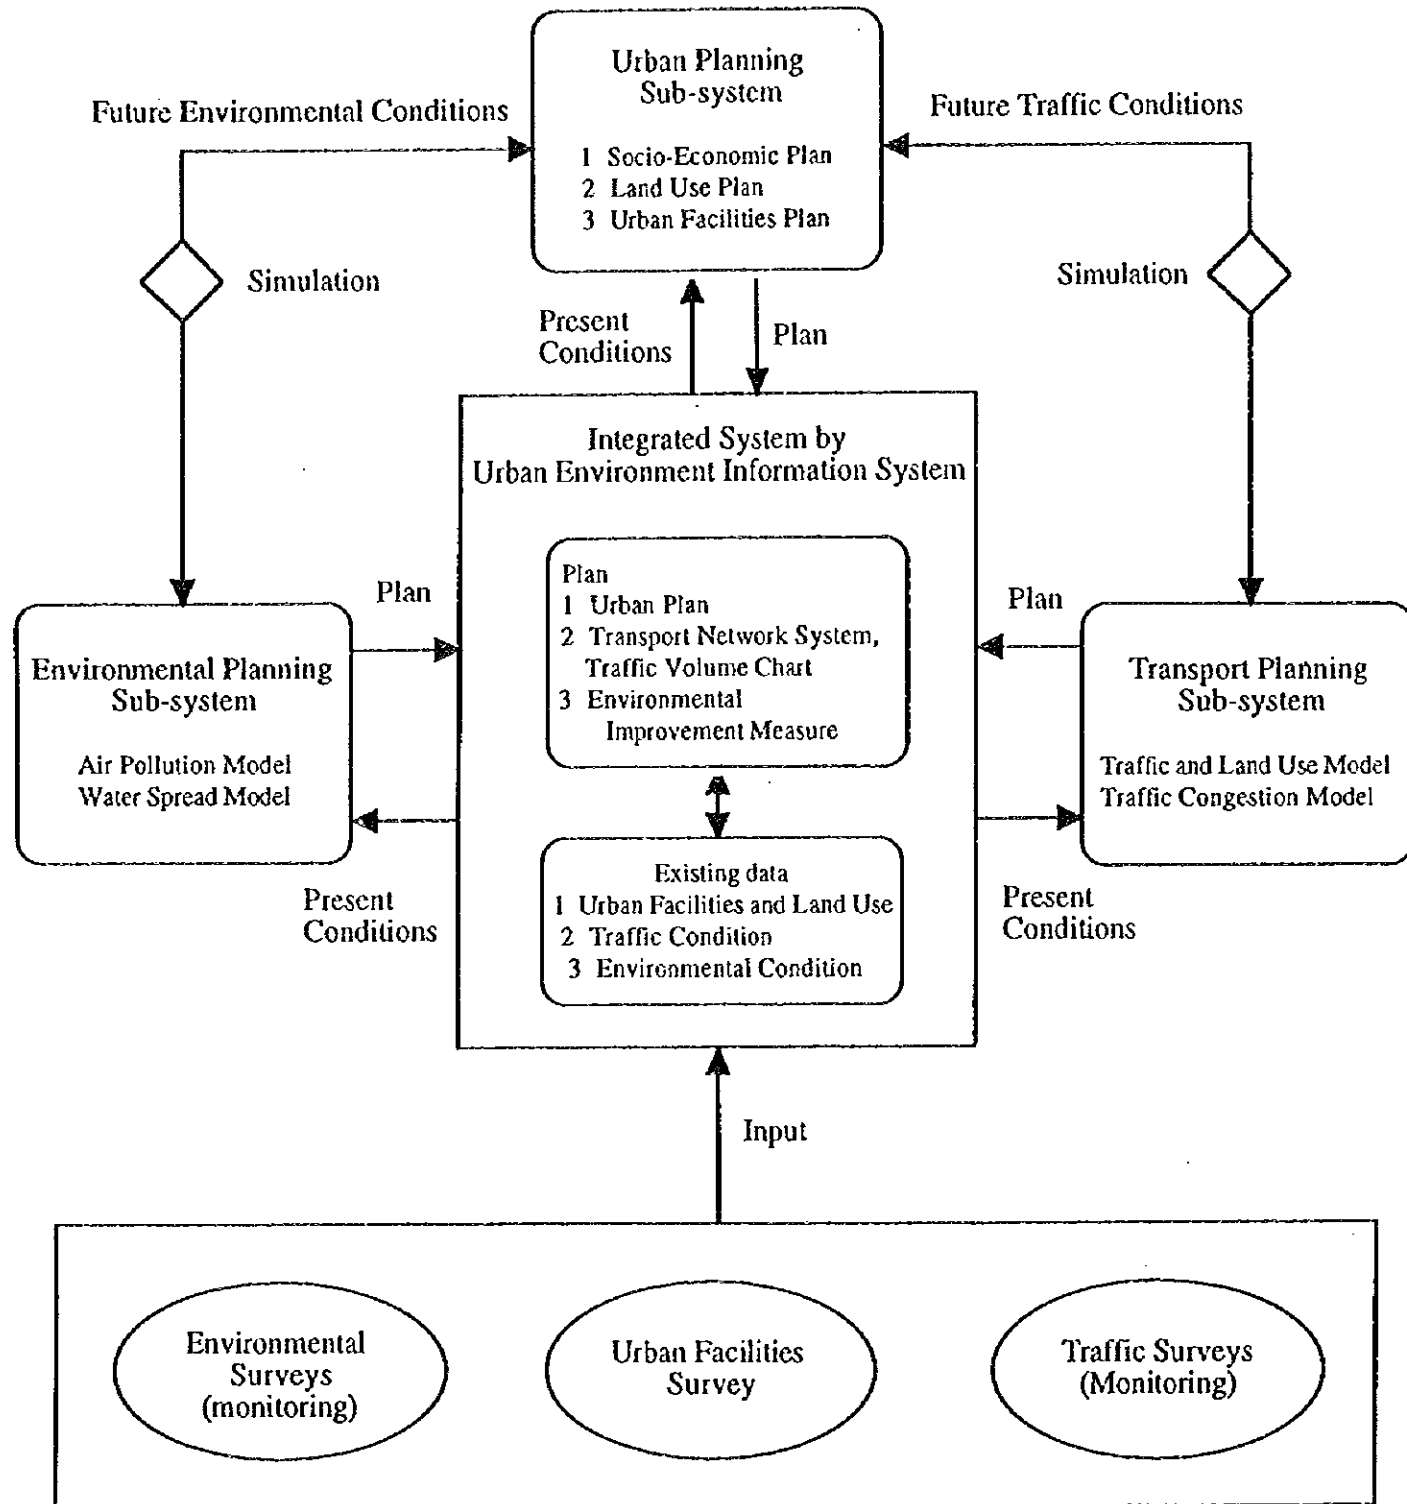 Urban Planning
Sub-system
1 Socio-Economic Plan
2 Land Use Plan
3 Urban Facilities Plan
Future Environmental Conditions
Future Traffic Conditions
Simulation
Simulation
Present
Conditions
Plan
Integrated System by
Urban Environment Information System
Plan
1 Urban Plan
2 Transport Network System,
Traffic Volume Chart
3 Environmental
Improvement Measure
Plan
Plan
Environmental Planning
Sub-system
Air Pollution Model
Water Spread Model
Transport Planning
Sub-system
Traffic and Land Use Model
Traffic Congestion Model
Existing data
1 Urban Facilities and Land Use
2 Traffic Condition
3 Environmental Condition
Present
Conditions
Present
Conditions
Input
Environmental
Surveys
(monitoring)
Urban Facilities
Survey
Traffic Surveys
(Monitoring)